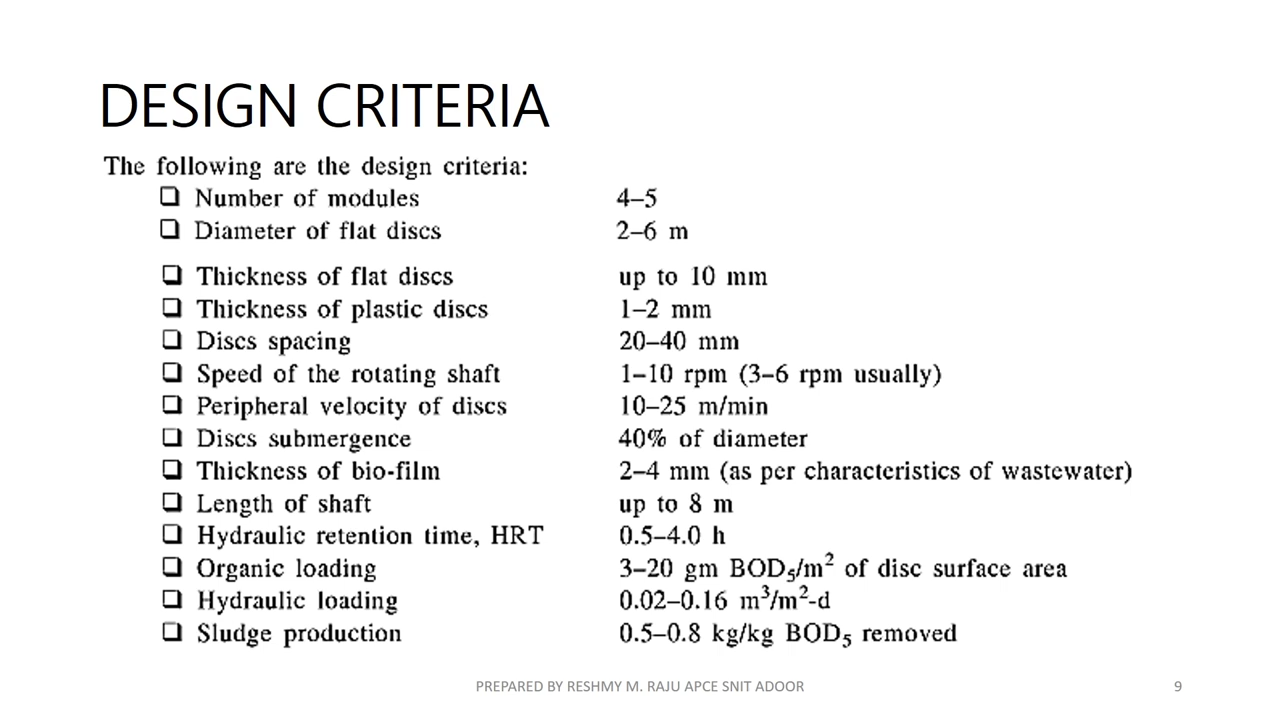 DESIGN CRITERIA
The following are the design criteria:
❑ Number of modules 4–5
❑ Diameter of flat discs 2–6 m
❑ Thickness of flat discs up to 10 mm
❑ Thickness of plastic discs 1–2 mm
❑ Discs spacing 20–40 mm
❑ Speed of the rotating shaft 1–10 rpm (3–6 rpm usually)
❑ Peripheral velocity of discs 10–25 m/min
❑ Discs submergence 40% of diameter
❑ Thickness of bio-film 2–4 mm (as per characteristics of wastewater)
❑ Length of shaft up to 8 m
❑ Hydraulic retention time, HRT 0.5–4.0 h
❑ Organic loading 3–20 gm BOD₅/m² of disc surface area
❑ Hydraulic loading 0.02–0.16 m³/m²-d
❑ Sludge production 0.5–0.8 kg/kg BOD₅ removed
PREPARED BY RESHMY M. RAJU APCE SNIT ADOOR 9